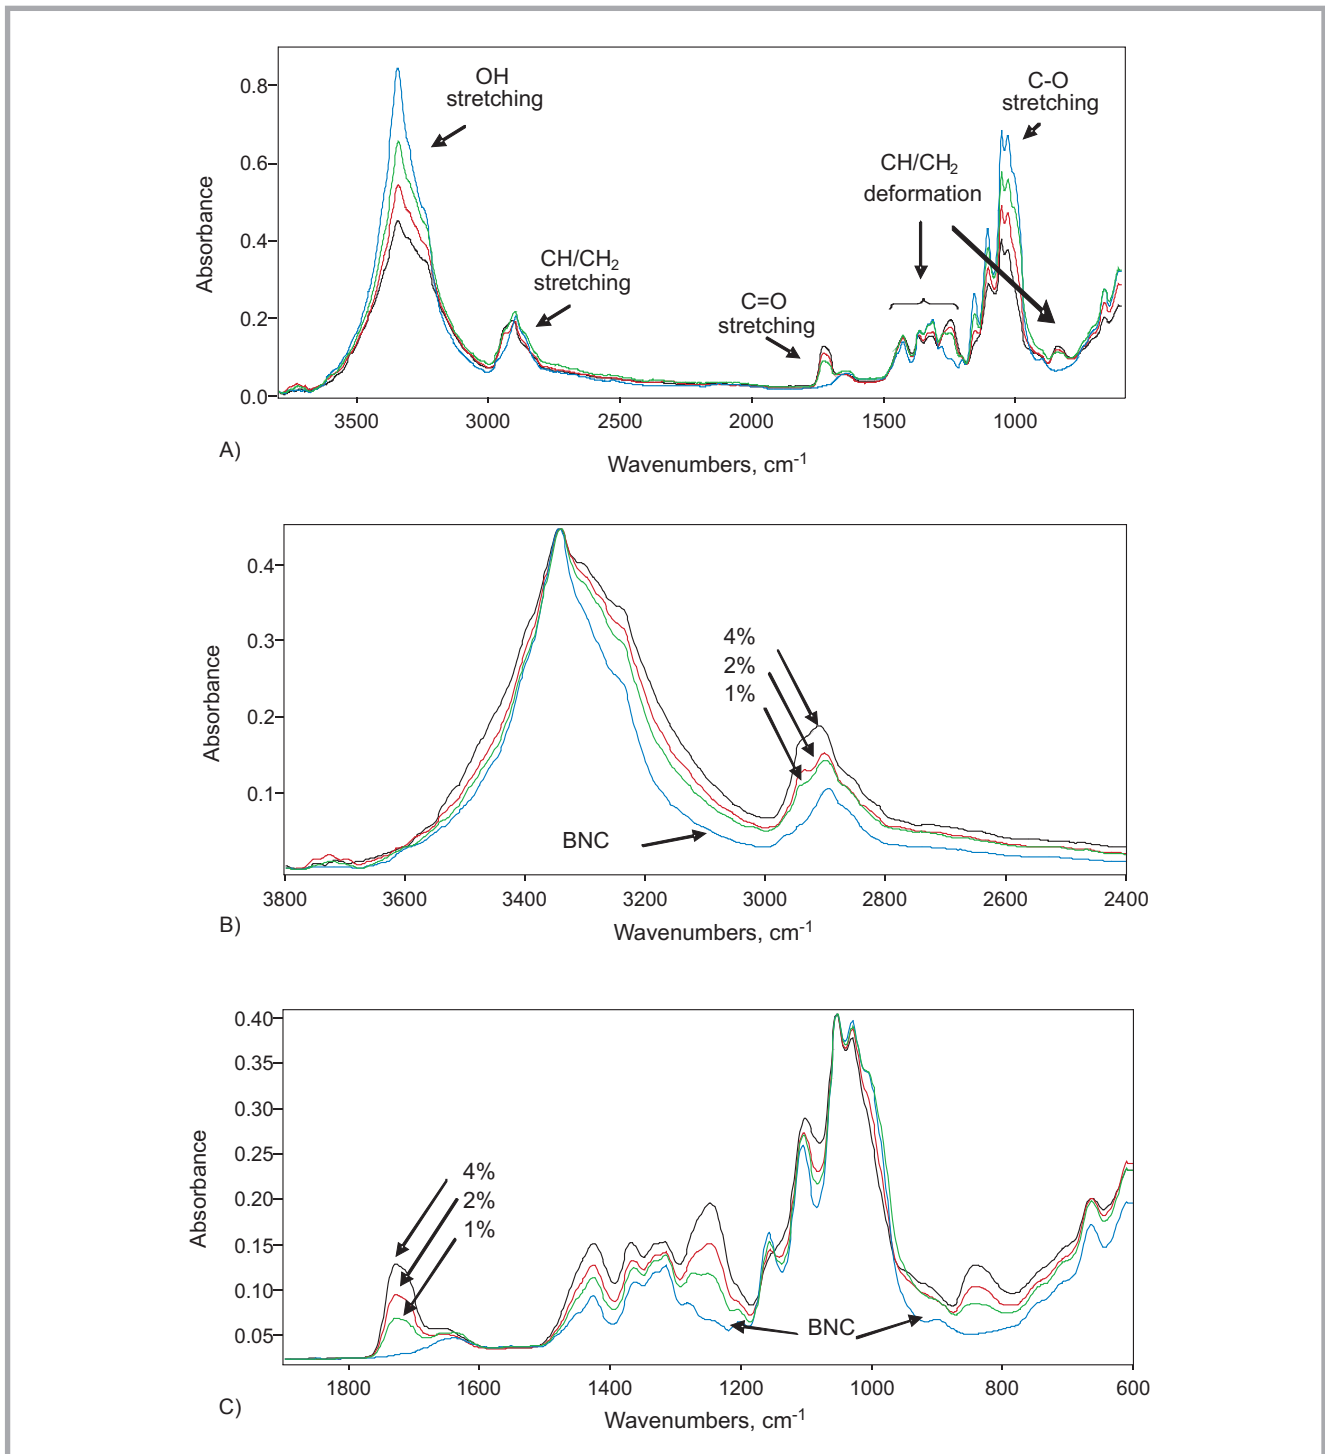 OH
stretching
C-O
stretching
CH/CH2
deformation
CH/CH2
stretching
C=O
stretching
Absorbance
0.8
0.6
0.4
0.2
0.0
3500 3000 2500 2000 1500 1000
A)
Wavenumbers, cm-1
Absorbance
0.4
0.3
0.2
0.1
4%
2%
1%
BNC
3800 3600 3400 3200 3000 2800 2600 2400
B)
Wavenumbers, cm-1
Absorbance
0.40
0.35
0.30
0.25
0.20
0.15
0.10
0.05
4%
2%
1%
BNC
1800 1600 1400 1200 1000 800 600
C)
Wavenumbers, cm-1